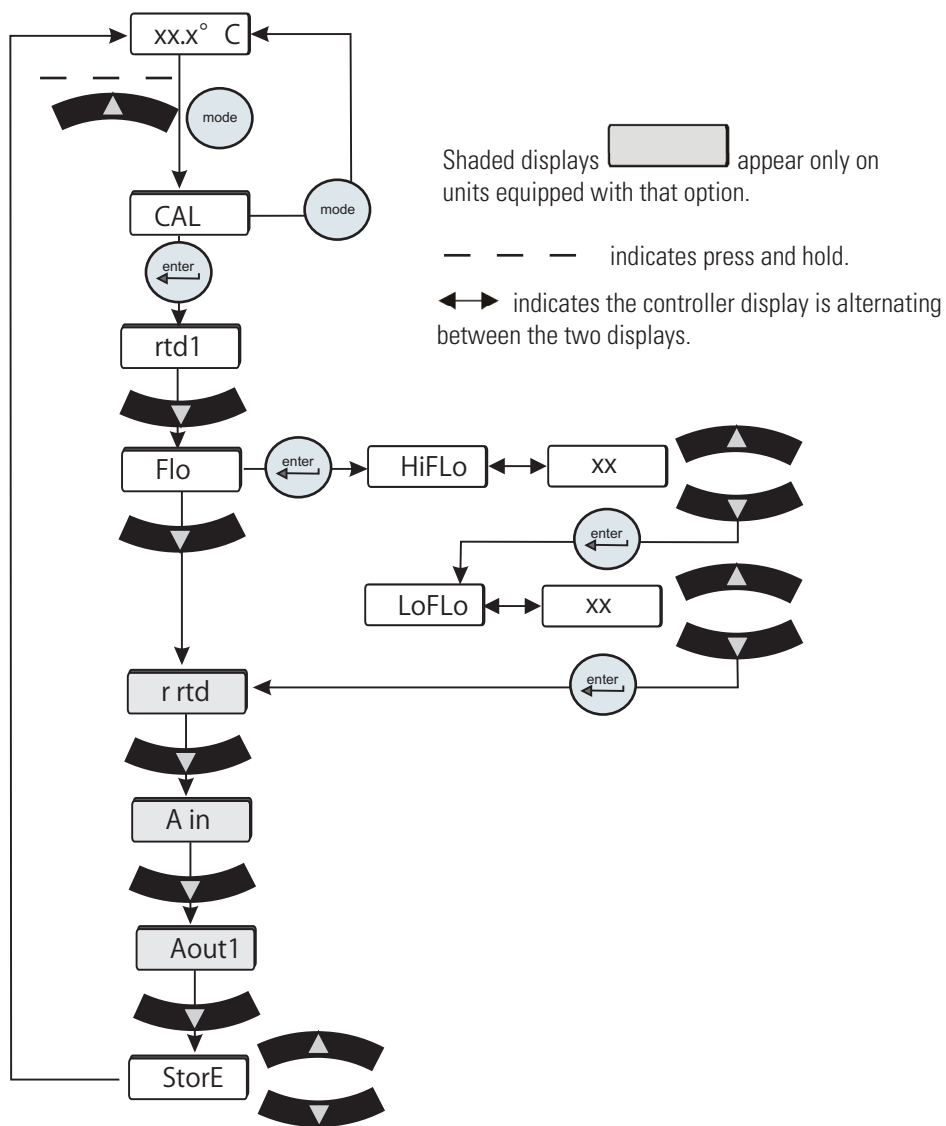 xx.x° C
mode
CAL
mode
enter
rtd1
Flo
enter
HiFLo
xx
enter
LoFLo
xx
r rtd
enter
A in
Aout1
StorE
Shaded displays appear only on
units equipped with that option.
— — — indicates press and hold.
indicates the controller display is alternating
between the two displays.